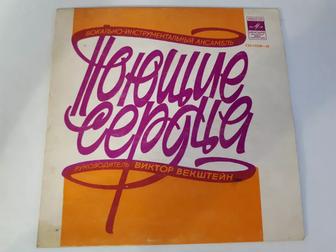 ВОКАЛЬНО-ИНСТРУМЕНТАЛЬНЫЙ АНСАМБЛЬ
Поющие
сердца
РУКОВОДИТЕЛЬ ВИКТОР ВЕКШТЕЙН